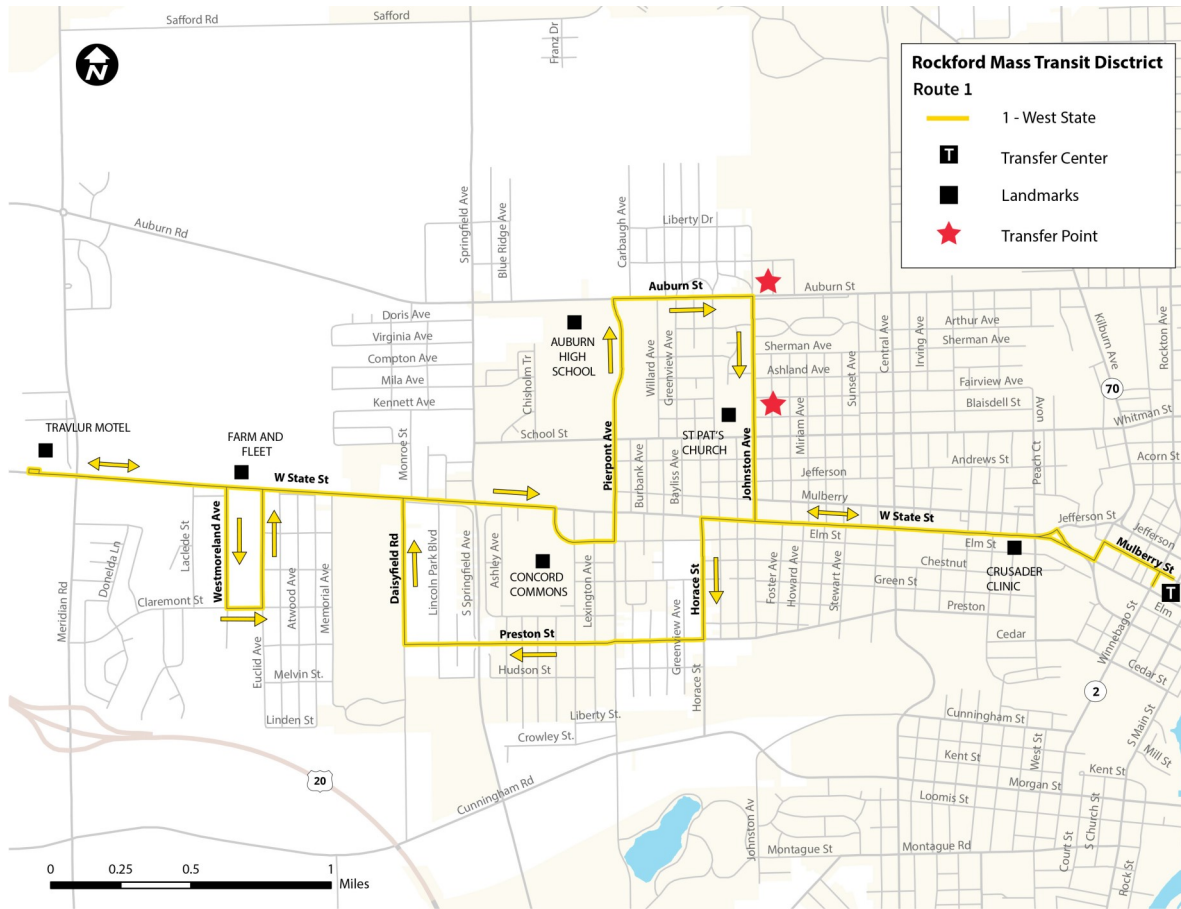 Safford Rd
Safford
Franz Dr
N
Rockford Mass Transit Disctrict
Route 1
1 - West State
T
Transfer Center
Landmarks
Transfer Point
Auburn Rd
Springfield Ave
Blue Ridge Ave
Carbaugh Ave
Liberty Dr
Auburn St
Auburn St
Doris Ave
Virginia Ave
Compton Ave
Mila Ave
Kennett Ave
Monroe St
Chisholm Tr
School St
AUBURN
HIGH
SCHOOL
Pierpont Ave
Willard Ave
Greenview Ave
Burbank Ave
Bayliss Ave
ST PAT'S
CHURCH
Johnston Ave
Sherman Ave
Ashland Ave
Miriam Ave
Sunset Ave
Central Ave
Irving Ave
Arthur Ave
Sherman Ave
Fairview Ave
Blaisdell St
Avon
Kilburn Ave
Rockton Ave
70
Whitman St
Peach Ct
Andrews St
Acorn St
Jefferson
Mulberry
Jefferson St
Jefferson
TRAVLUR MOTEL
FARM AND
FLEET
W State St
W State St
Elm St
Elm St
Chestnut
CRUSADER
CLINIC
Mulberry St
T
Elm
Green St
Preston
Cedar
Cedar St
Winnebago St
2
S Main St
Mill St
Foster Ave
Howard Ave
Stewart Ave
Meridian Rd
Donelda Ln
Laclede St
Claremont St
Westmoreland Ave
Euclid Ave
Atwood Ave
Memorial Ave
Melvin St.
Linden St
Daisyfield Rd
Lincoln Park Blvd
S Springfield Ave
Ashley Ave
CONCORD
COMMONS
Lexington Ave
Preston St
Hudson St
Greenview Ave
Horace St
Horace St
Liberty St.
Crowley St.
Cunningham Rd
20
Cunningham St
Kent St
West St
Kent St
Morgan St
Loomis St
Johnston Av
Montague St
Montague Rd
Court St
S Church St
Rock St
0
0.25
0.5
1
Miles